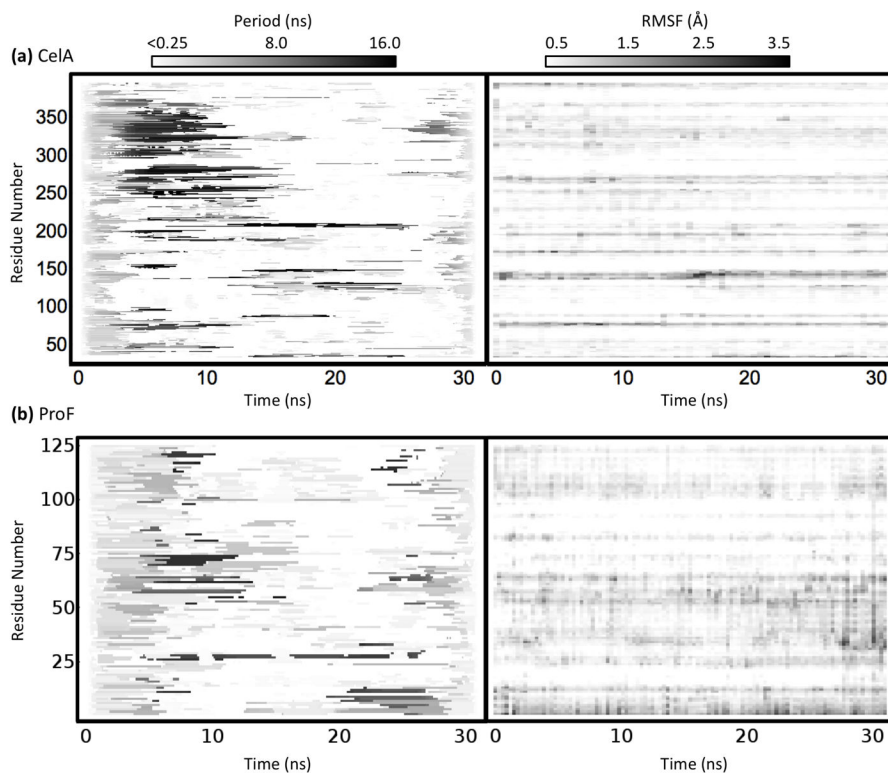 Period (ns)
RMSF (Å)
<0.25 8.0 16.0
0.5 1.5 2.5 3.5
(a) CelA
350
300
250
200
150
100
50
Residue Number
0 10 20 30
0 10 20 30
Time (ns)
Time (ns)
(b) ProF
125
100
75
50
25
Residue Number
0 10 20 30
0 10 20 30
Time (ns)
Time (ns)